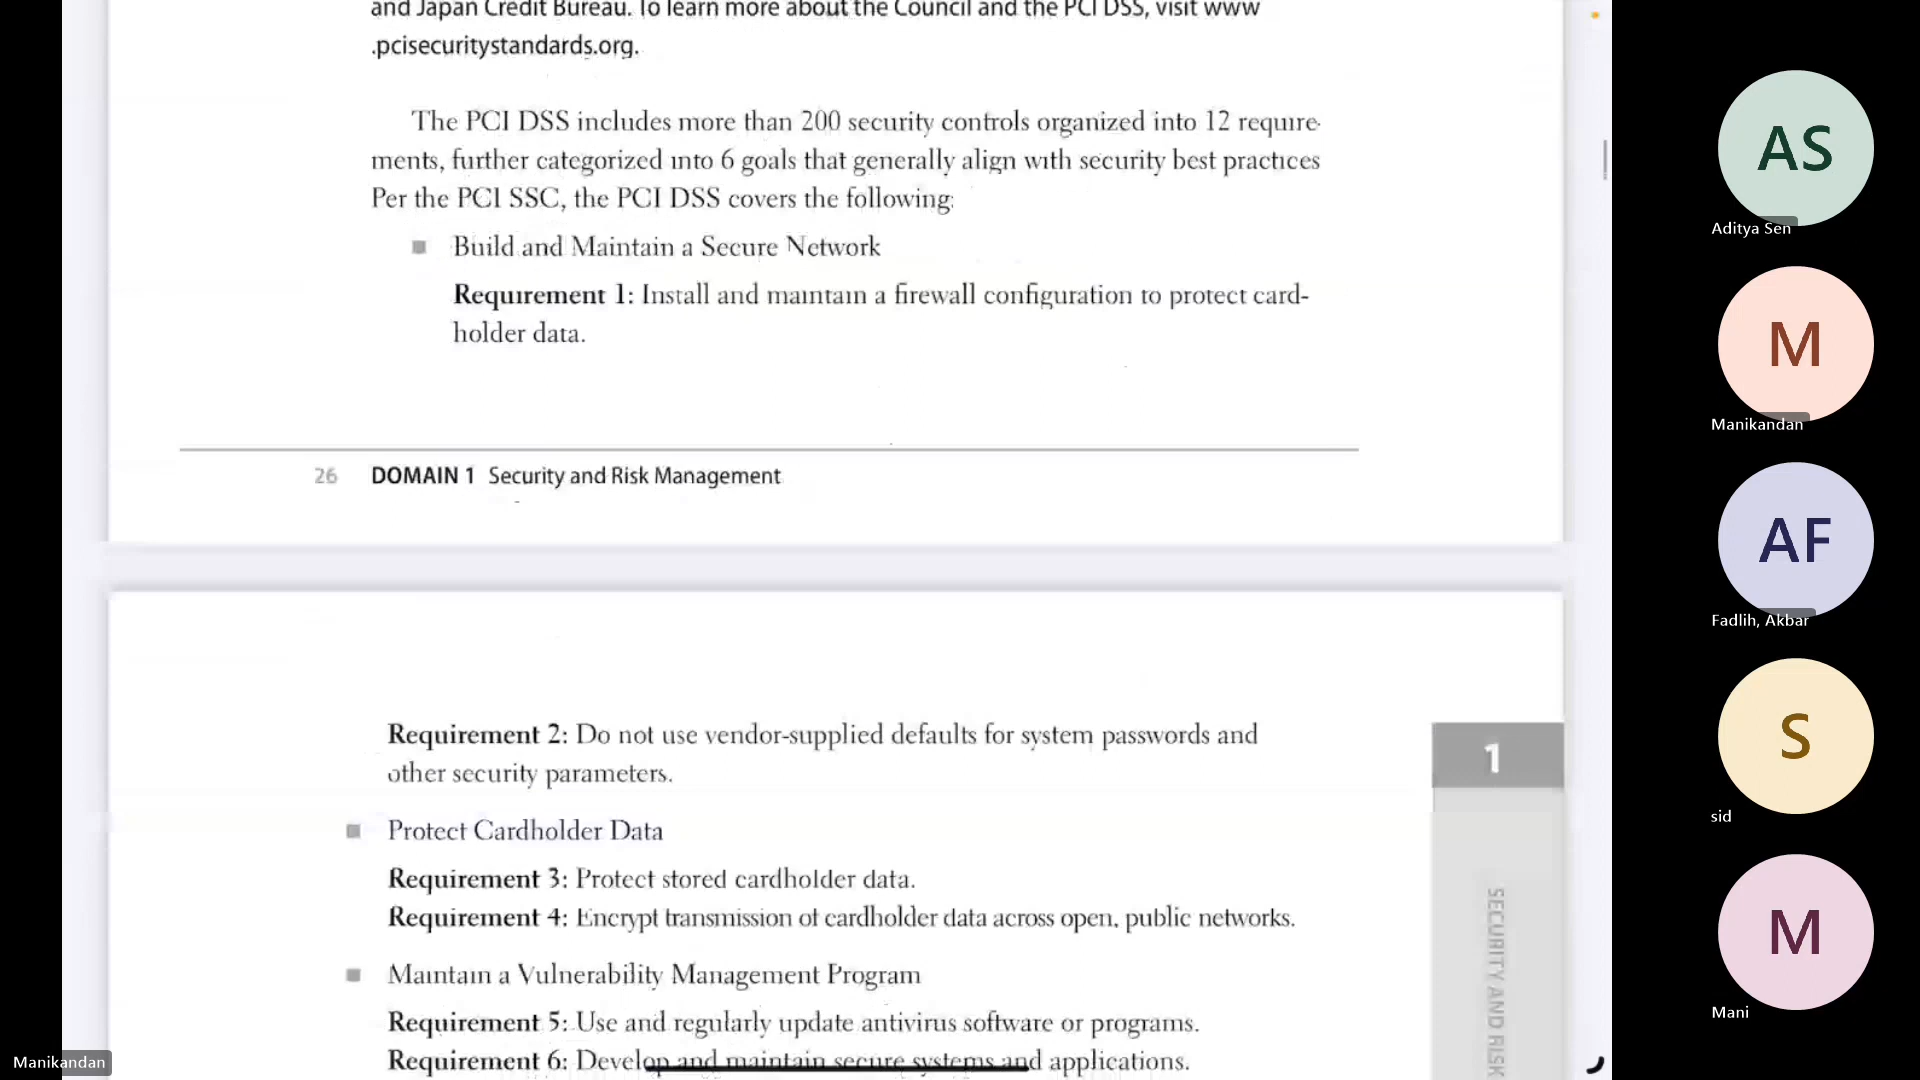 and Japan Credit Bureau. To learn more about the Council and the PCI DSS, visit www
.pcisecuritystandards.org.
The PCI DSS includes more than 200 security controls organized into 12 require-
ments, further categorized into 6 goals that generally align with security best practices
Per the PCI SSC, the PCI DSS covers the following:
Build and Maintain a Secure Network
Requirement 1: Install and maintain a firewall configuration to protect card-
holder data.
26 DOMAIN 1 Security and Risk Management
Requirement 2: Do not use vendor-supplied defaults for system passwords and
other security parameters.
Protect Cardholder Data
Requirement 3: Protect stored cardholder data.
Requirement 4: Encrypt transmission of cardholder data across open, public networks.
Maintain a Vulnerability Management Program
Requirement 5: Use and regularly update antivirus software or programs.
Requirement 6: Develop and maintain secure systems and applications.
1
SECURITY AND RISK
AS
Aditya Sen
M
Manikandan
AF
Fadlih, Akbar
S
sid
M
Mani
Manikandan